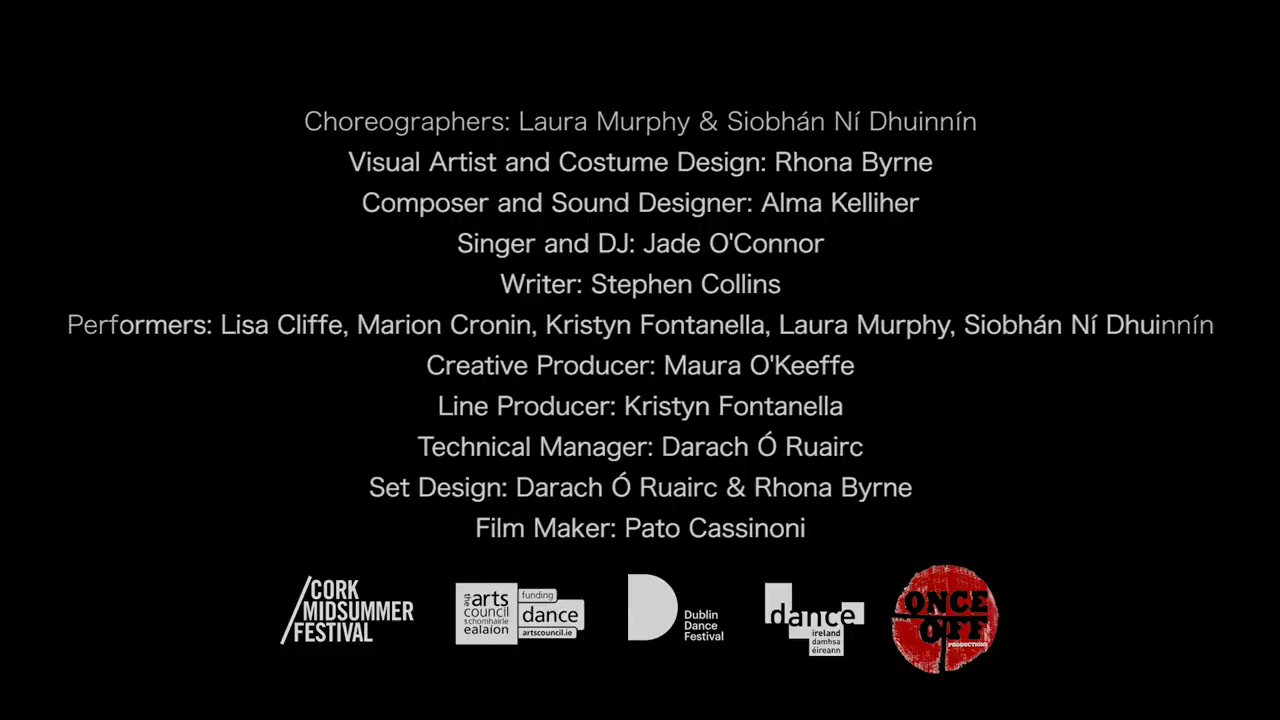 Choreographers: Laura Murphy & Siobhán Ní Dhuinnín
Visual Artist and Costume Design: Rhona Byrne
Composer and Sound Designer: Alma Kelliher
Singer and DJ: Jade O'Connor
Writer: Stephen Collins
Performers: Lisa Cliffe, Marion Cronin, Kristyn Fontanella, Laura Murphy, Siobhán Ní Dhuinnín
Creative Producer: Maura O'Keeffe
Line Producer: Kristyn Fontanella
Technical Manager: Darach Ó Ruairc
Set Design: Darach Ó Ruairc & Rhona Byrne
Film Maker: Pato Cassinoni
CORK
MIDSUMMER
FESTIVAL
the arts
council
schomhairle
ealaíon
funding
dance
artscouncil.ie
Dublin
Dance
Festival
dance
ireland
damhsa
éireann
ONCE
OFF
PRODUCTIONS